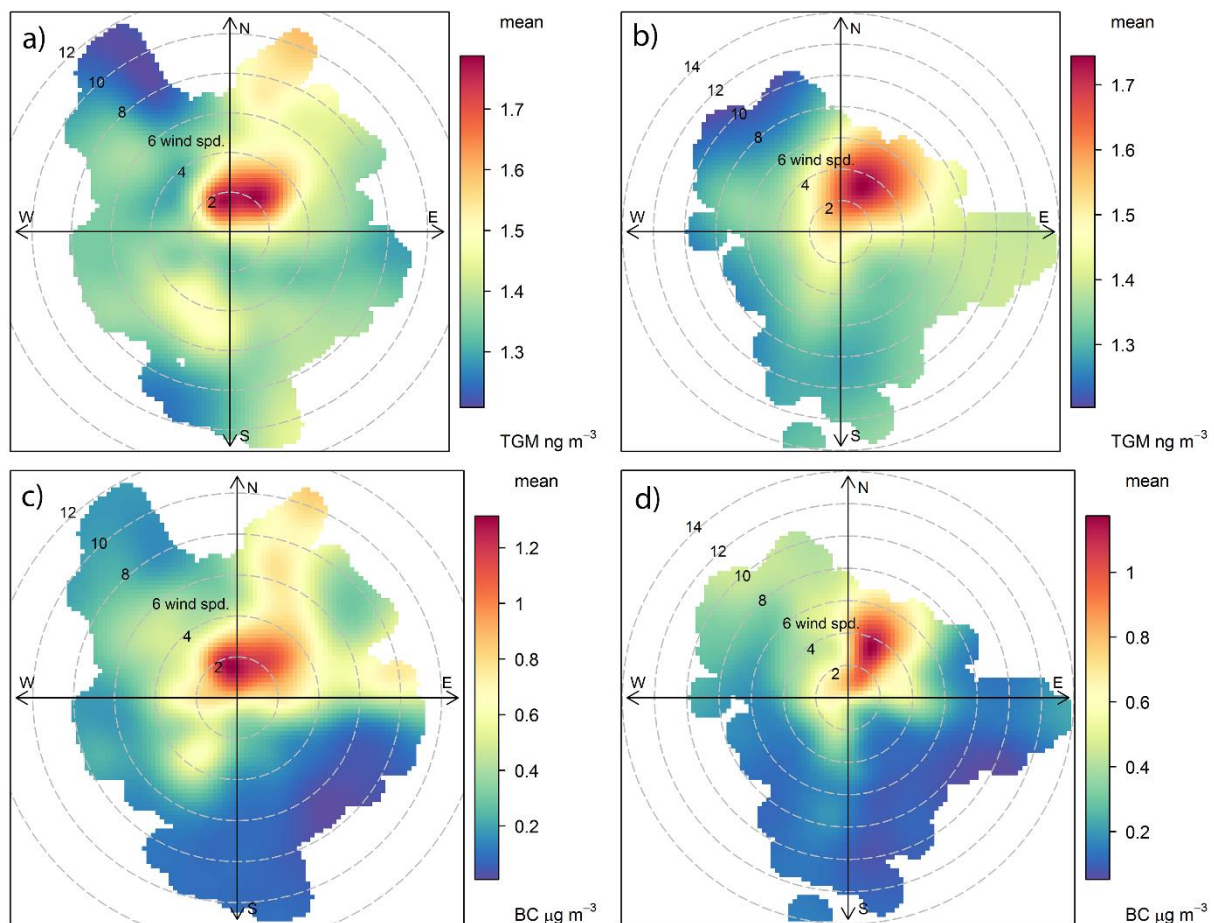 a)
mean
N
12
10
8
6 wind spd.
4
2
W
E
S
1.7
1.6
1.5
1.4
1.3
TGM ng m⁻³
b)
mean
N
14
12
10
8
6 wind spd.
4
2
W
E
S
1.7
1.6
1.5
1.4
1.3
TGM ng m⁻³
c)
mean
N
12
10
8
6 wind spd.
4
2
W
E
S
1.2
1
0.8
0.6
0.4
0.2
BC μg m⁻³
d)
mean
N
14
12
10
8
6 wind spd.
4
2
W
E
S
1
0.8
0.6
0.4
0.2
BC μg m⁻³